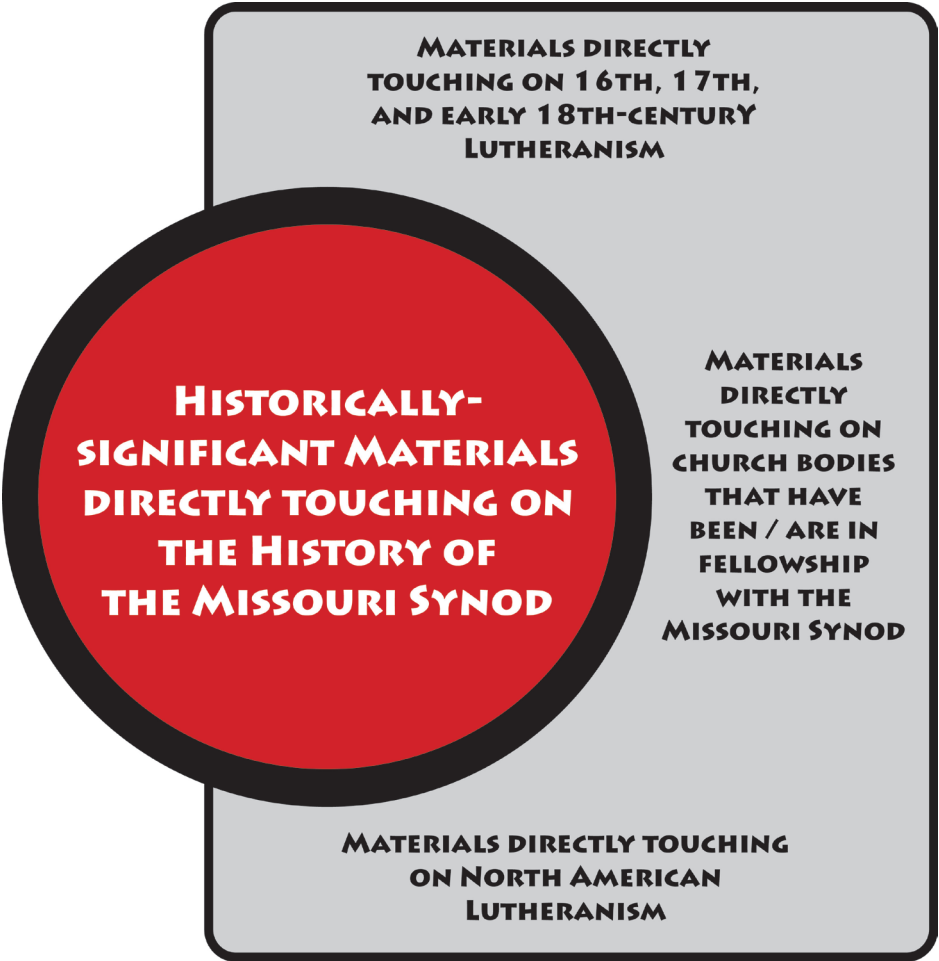 Materials directly
touching on 16th, 17th,
and early 18th-century
Lutheranism
Historically-
significant Materials
directly touching on
the History of
the Missouri Synod
Materials
directly
touching on
church bodies
that have
been / are in
fellowship
with the
Missouri Synod
Materials directly touching
on North American
Lutheranism